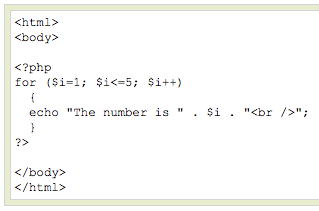 <html>
<body>

<?php
for ($i=1; $i<=5; $i++)
  {
  echo "The number is " . $i . "<br />";
  }
?>

</body>
</html>